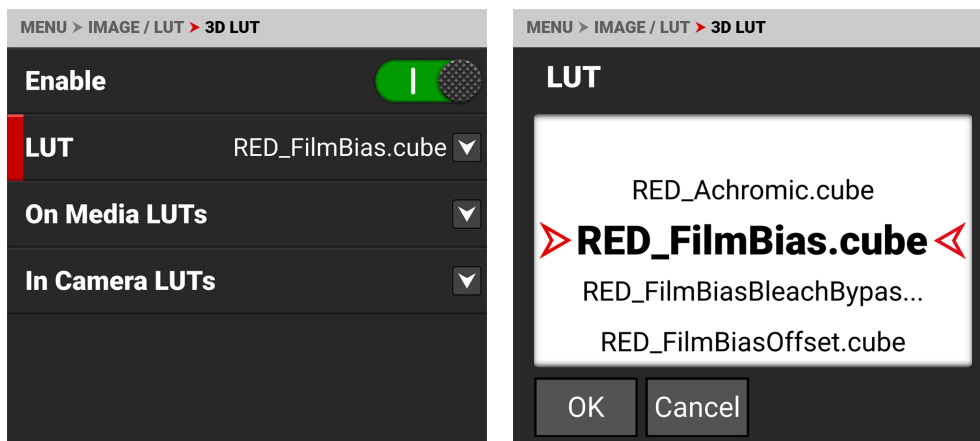 MENU > IMAGE / LUT > 3D LUT
Enable
LUT RED_FilmBias.cube
On Media LUTs
In Camera LUTs
MENU > IMAGE / LUT > 3D LUT
LUT
RED_Achromic.cube
RED_FilmBias.cube
RED_FilmBiasBleachBypas...
RED_FilmBiasOffset.cube
OK Cancel